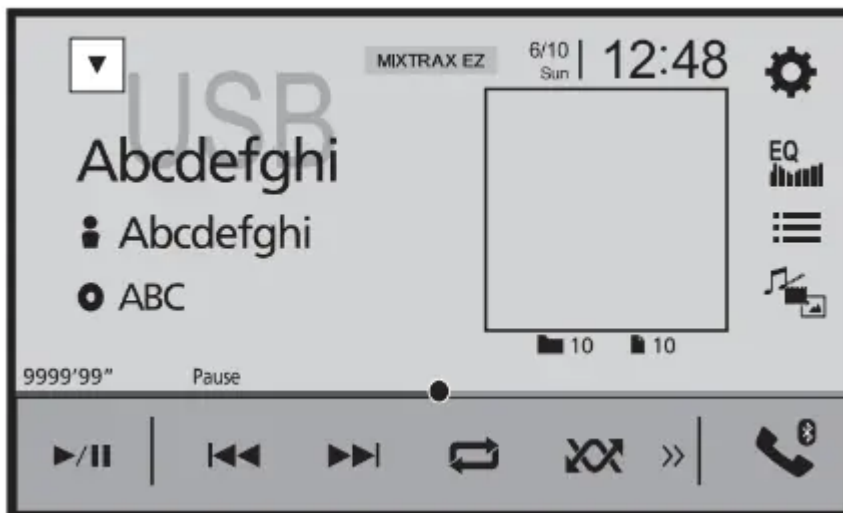 USB
MIXTRAX EZ
6/10
Sun
12:48
Abcdefghi
Abcdefghi
ABC
EQ
10
10
9999'99"
Pause